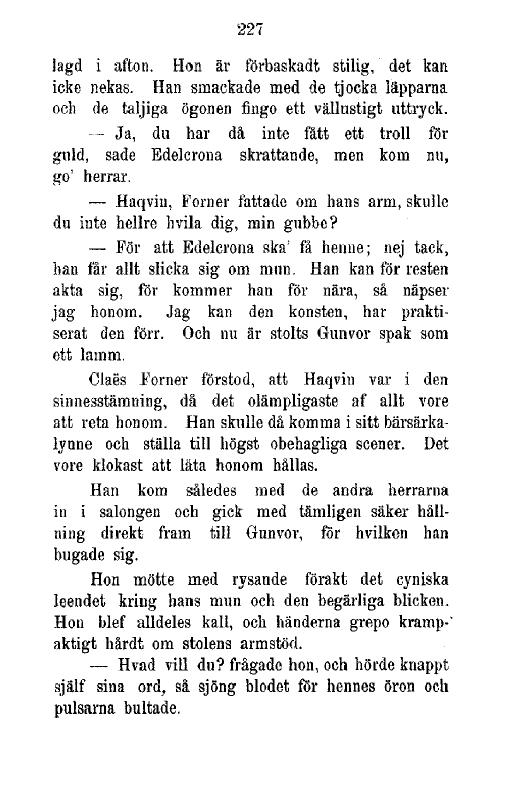 227
lagd i afton. Hon är förbaskadt stilig, det kan
icke nekas. Han smackade med de tjocka läpparna
och de taljiga ögonen fingo ett vällustigt uttryck.
— Ja, du har då inte fått ett troll för
guld, sade Edelcrona skrattande, men kom nu,
go' herrar.
— Haqvin, Forner fattade om hans arm, skulle
du inte hellre hvila dig, min gubbe?
— För att Edelcrona ska' få henne; nej tack,
han får allt slicka sig om mun. Han kan för resten
akta sig, för kommer han för nära, så näpser
jag honom. Jag kan den konsten, har prakti-
serat den förr. Och nu är stolts Gunvor spak som
ett lamm.
Claës Forner förstod, att Haqvin var i den
sinnesstämning, då det olämpligaste af allt vore
att reta honom. Han skulle då komma i sitt bärsärka-
lynne och ställa till högst obehagliga scener. Det
vore klokast att låta honom hållas.
Han kom således med de andra herrarna
in i salongen och gick med tämligen säker håll-
ning direkt fram till Gunvor, för hvilken han
bugade sig.
Hon mötte med rysande förakt det cyniska
leendet kring hans mun och den begärliga blicken.
Hon blef alldeles kall, och händerna grepo kramp-
aktigt hårdt om stolens armstöd.
— Hvad vill du? frågade hon, och hörde knappt
själf sina ord, så sjöng blodet för hennes öron och
pulsarna bultade.